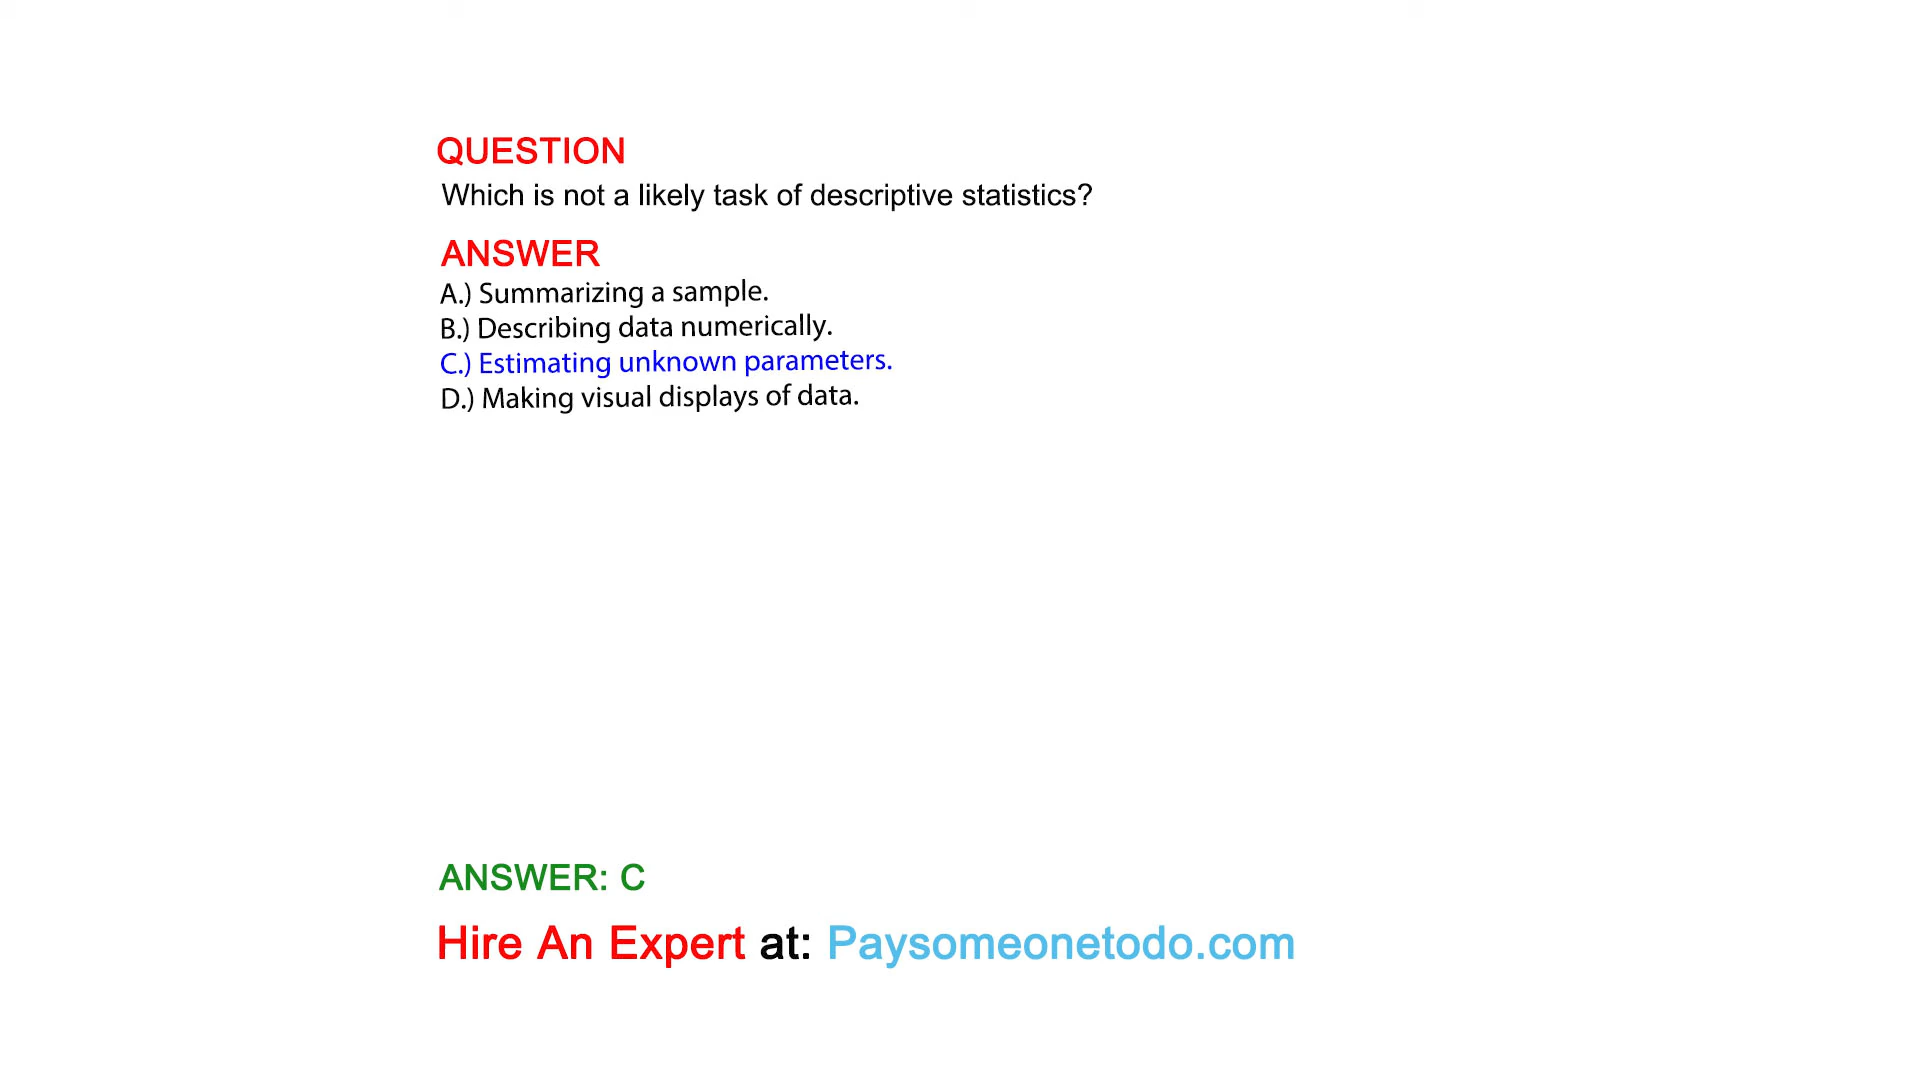 QUESTION
Which is not a likely task of descriptive statistics?
ANSWER
A.) Summarizing a sample.
B.) Describing data numerically.
C.) Estimating unknown parameters.
D.) Making visual displays of data.
ANSWER: C
Hire An Expert at: Paysomeonetodo.com